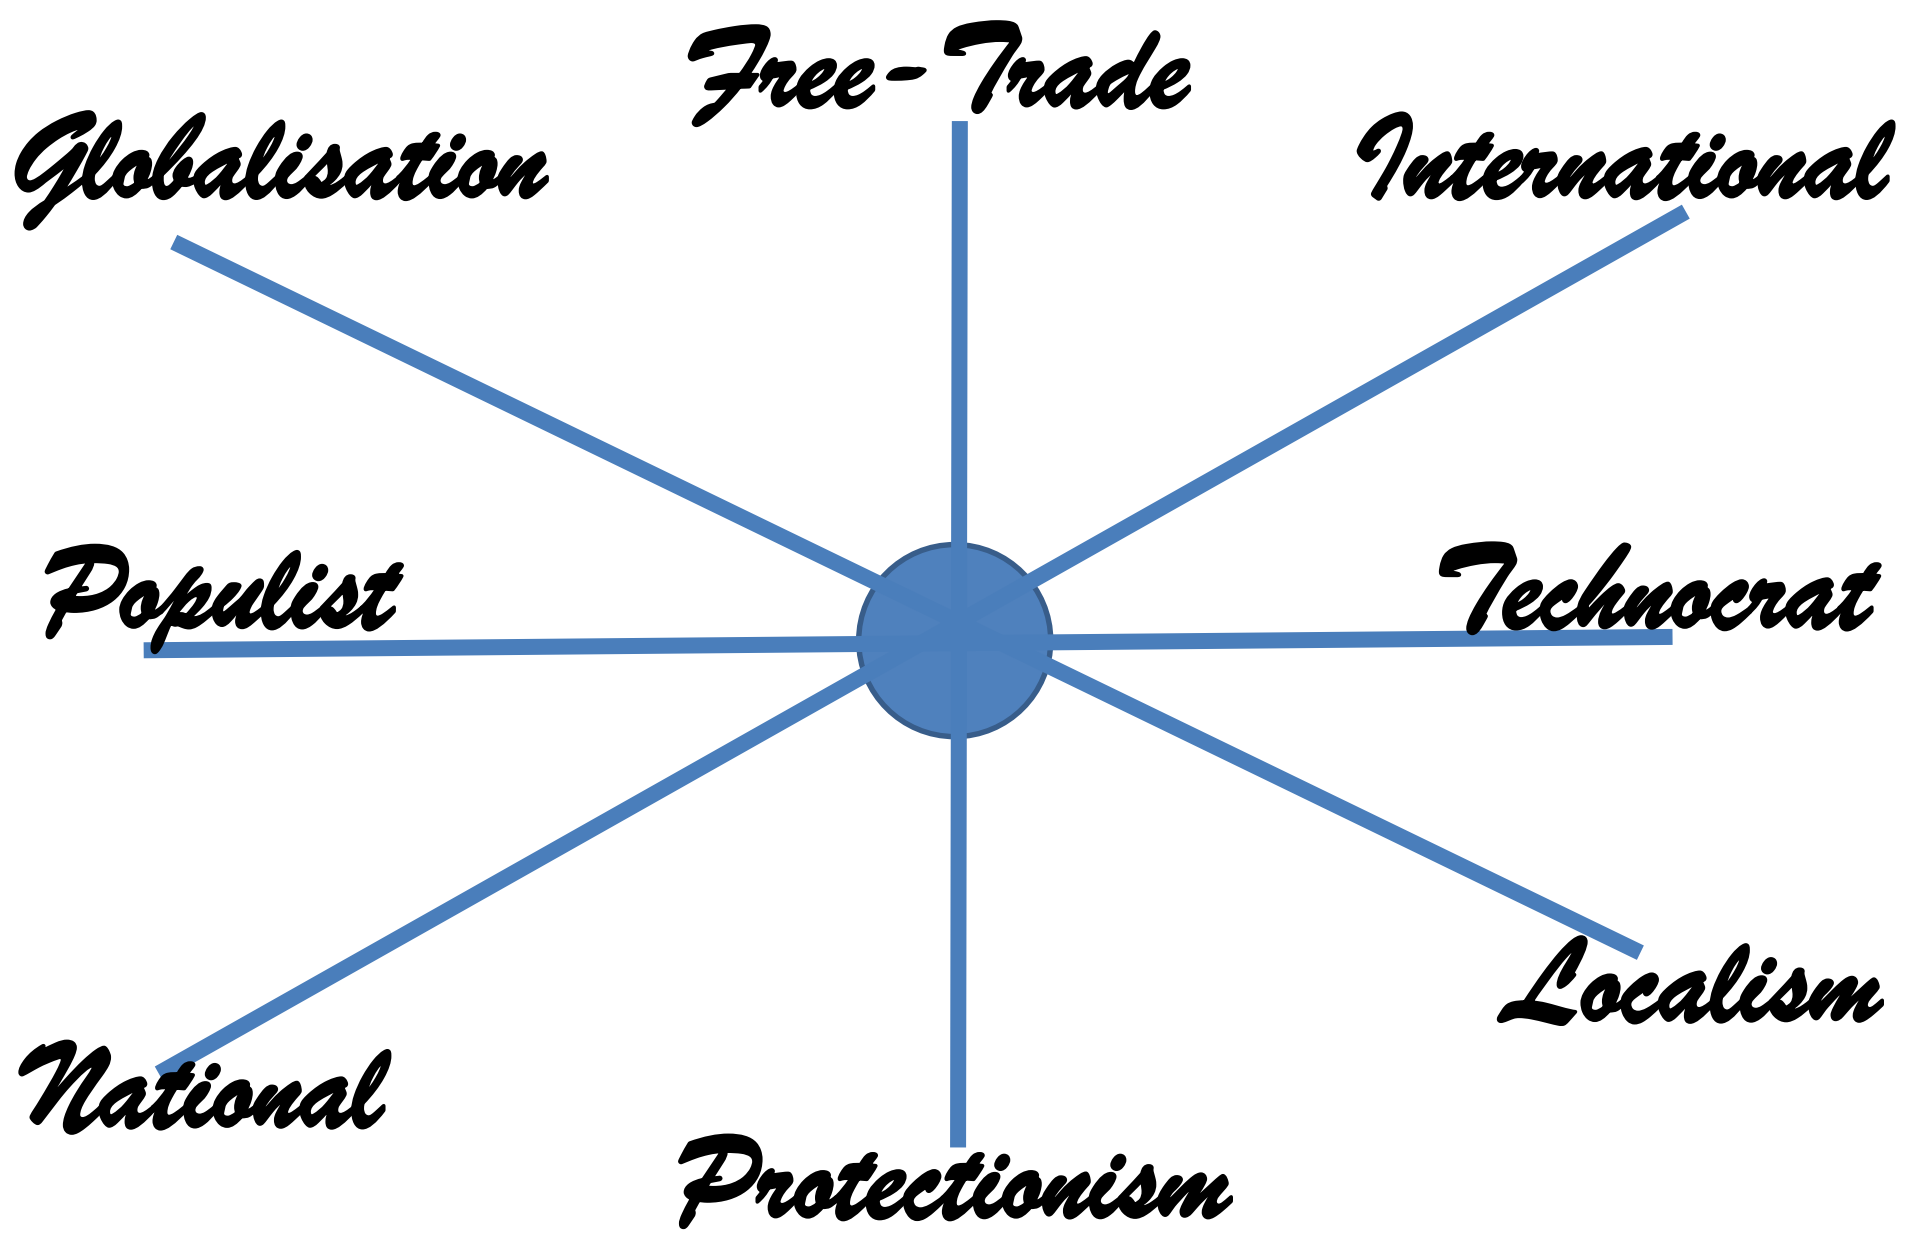 Free-Trade
Globalisation
International
Populist
Technocrat
Localism
National
Protectionism